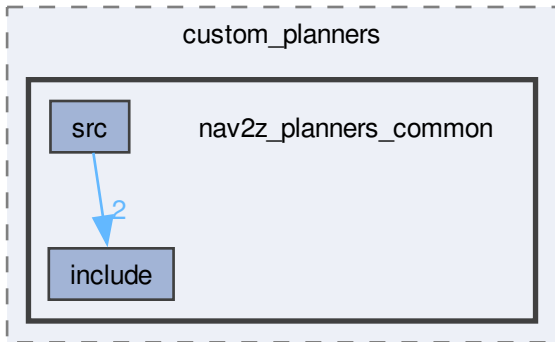 custom_planners
src
nav2z_planners_common
2
include